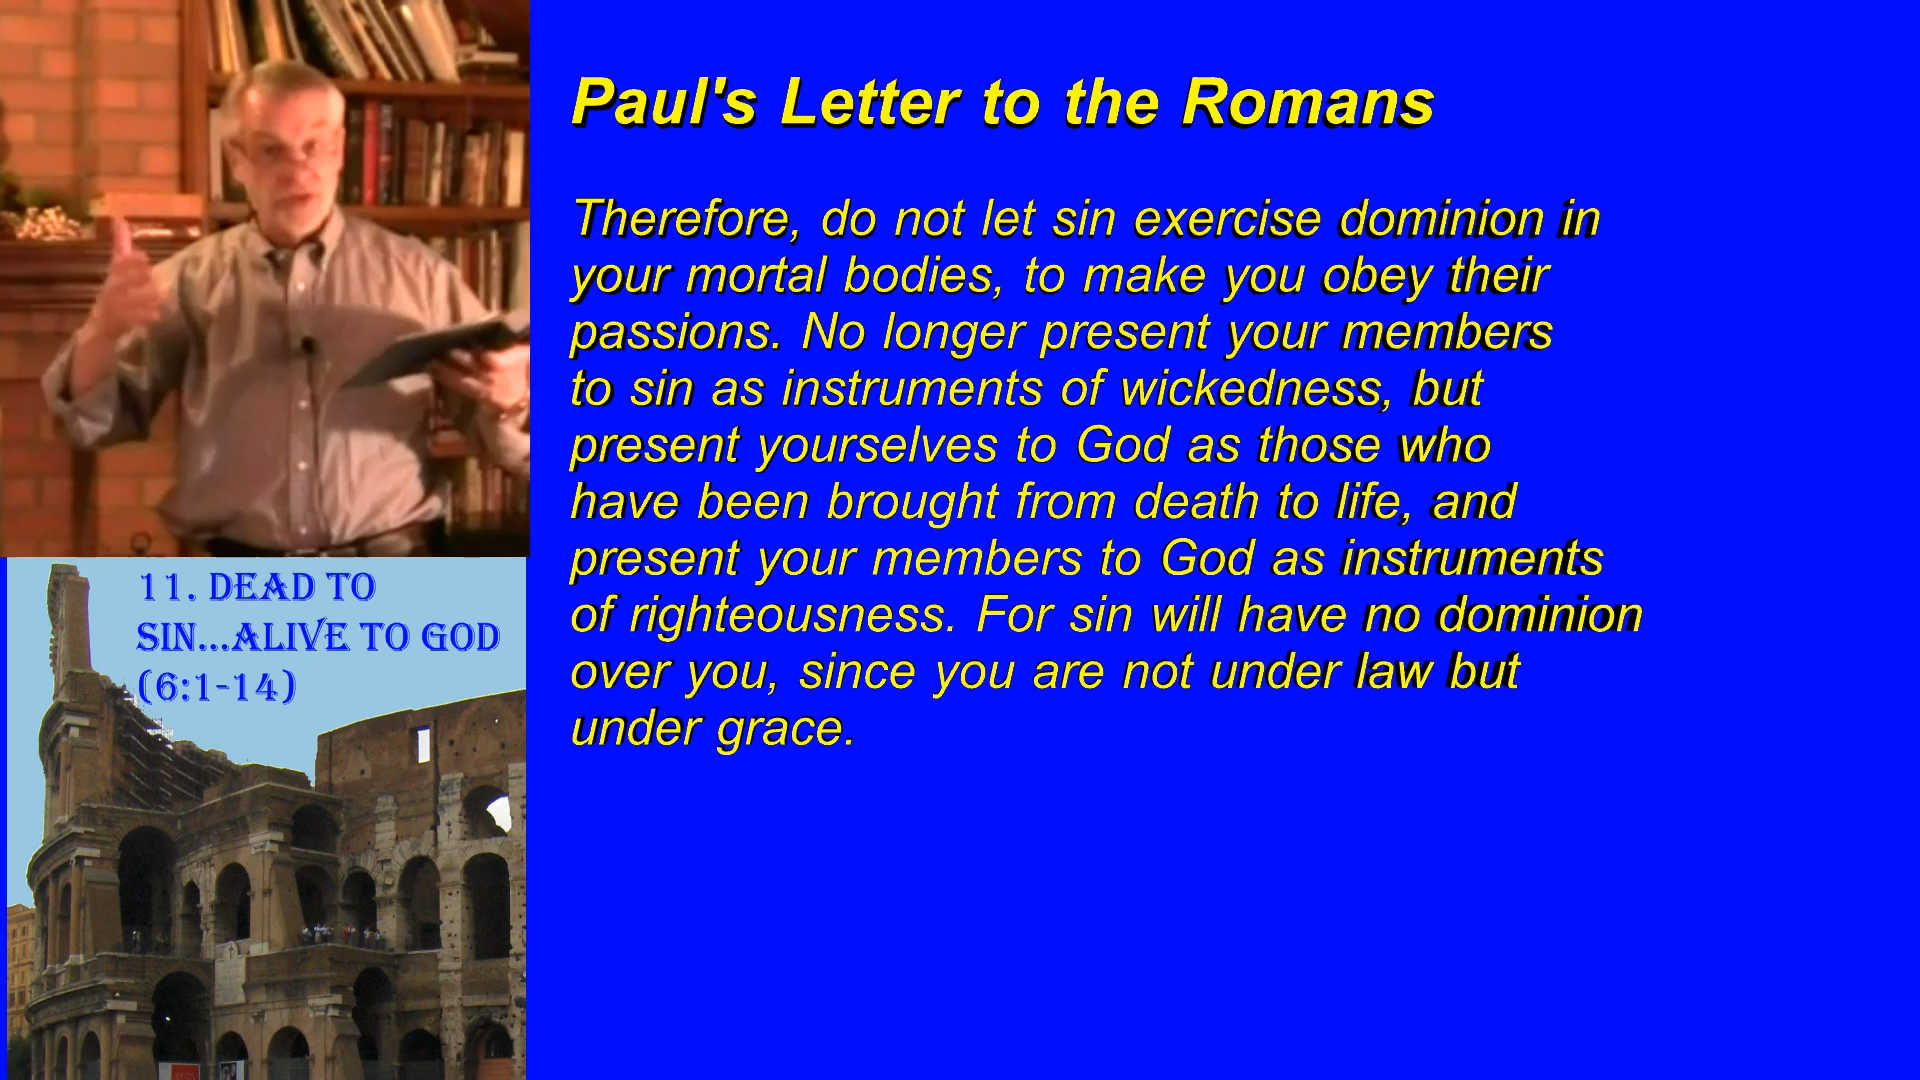 Paul's Letter to the Romans
Therefore, do not let sin exercise dominion in
your mortal bodies, to make you obey their
passions. No longer present your members
to sin as instruments of wickedness, but
present yourselves to God as those who
have been brought from death to life, and
present your members to God as instruments
of righteousness. For sin will have no dominion
over you, since you are not under law but
under grace.
11. DEAD TO
SIN...ALIVE TO GOD
(6:1-14)